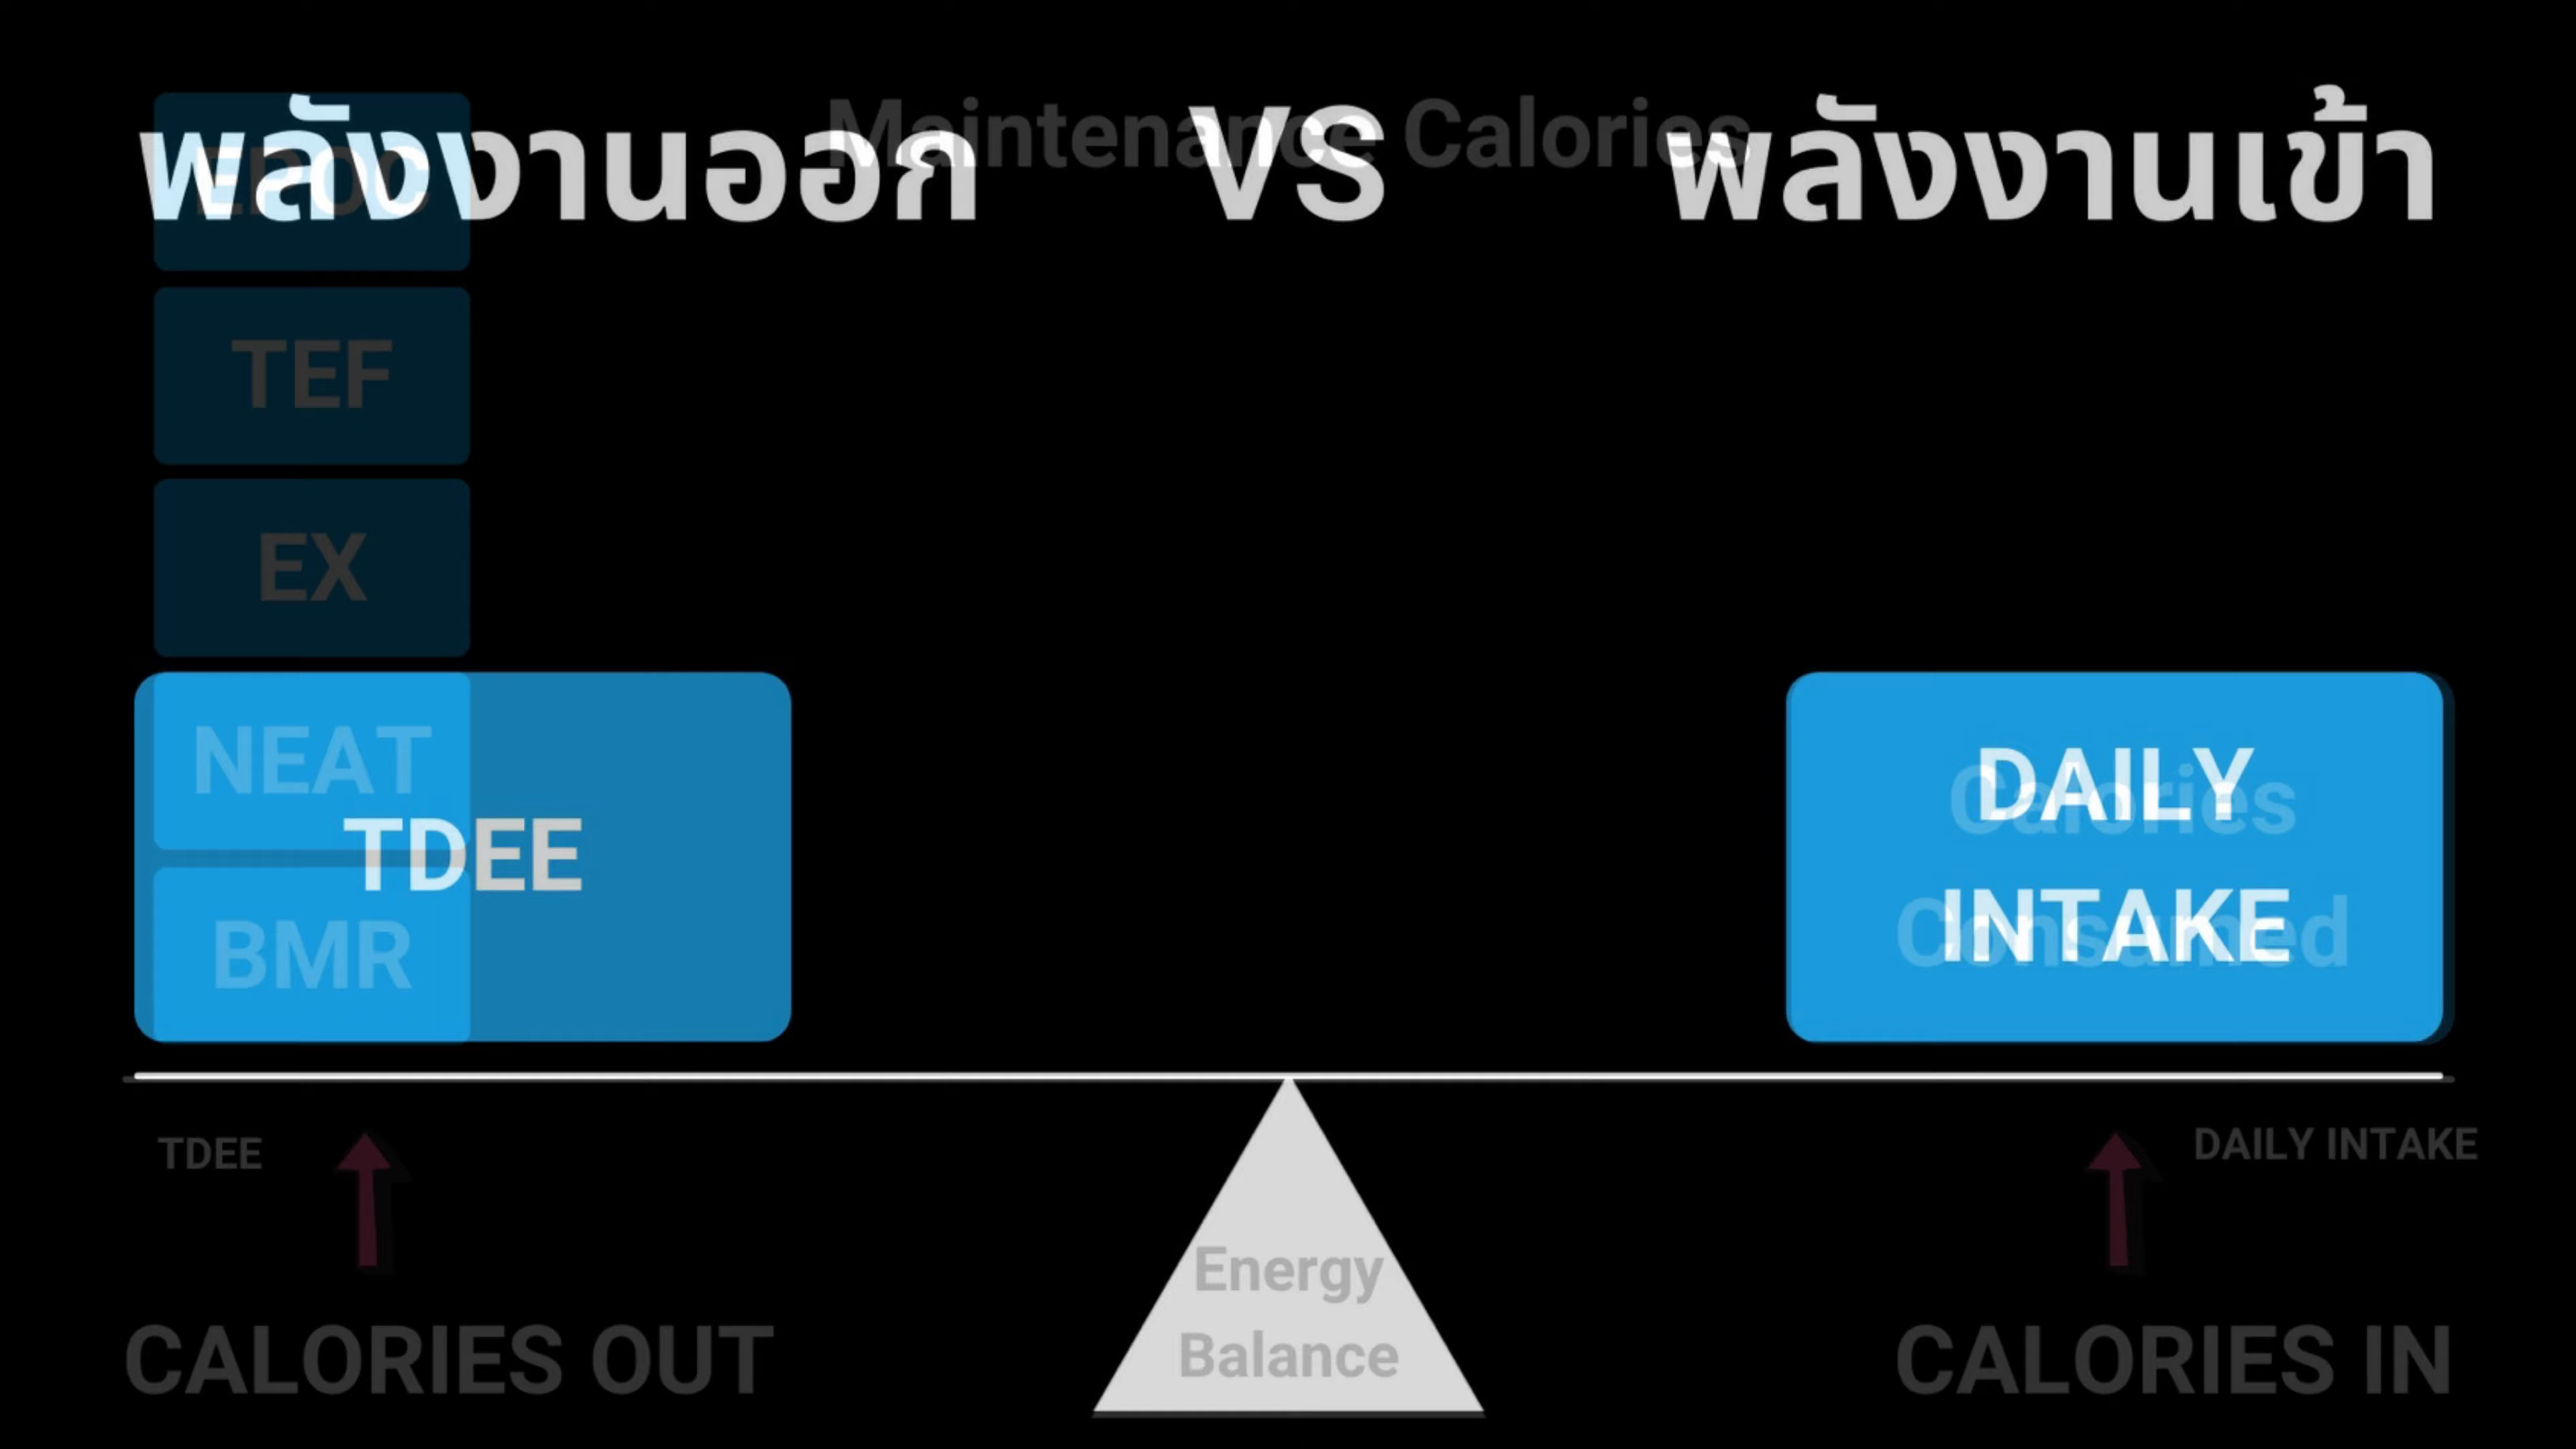 พลังงานออก VS พลังงานเข้า
Maintenance Calories
EPOC
TEF
EX
NEAT
BMR
TDEE
DAILY
INTAKE
Calories
Consumed
TDEE
DAILY INTAKE
Energy
Balance
CALORIES OUT
CALORIES IN